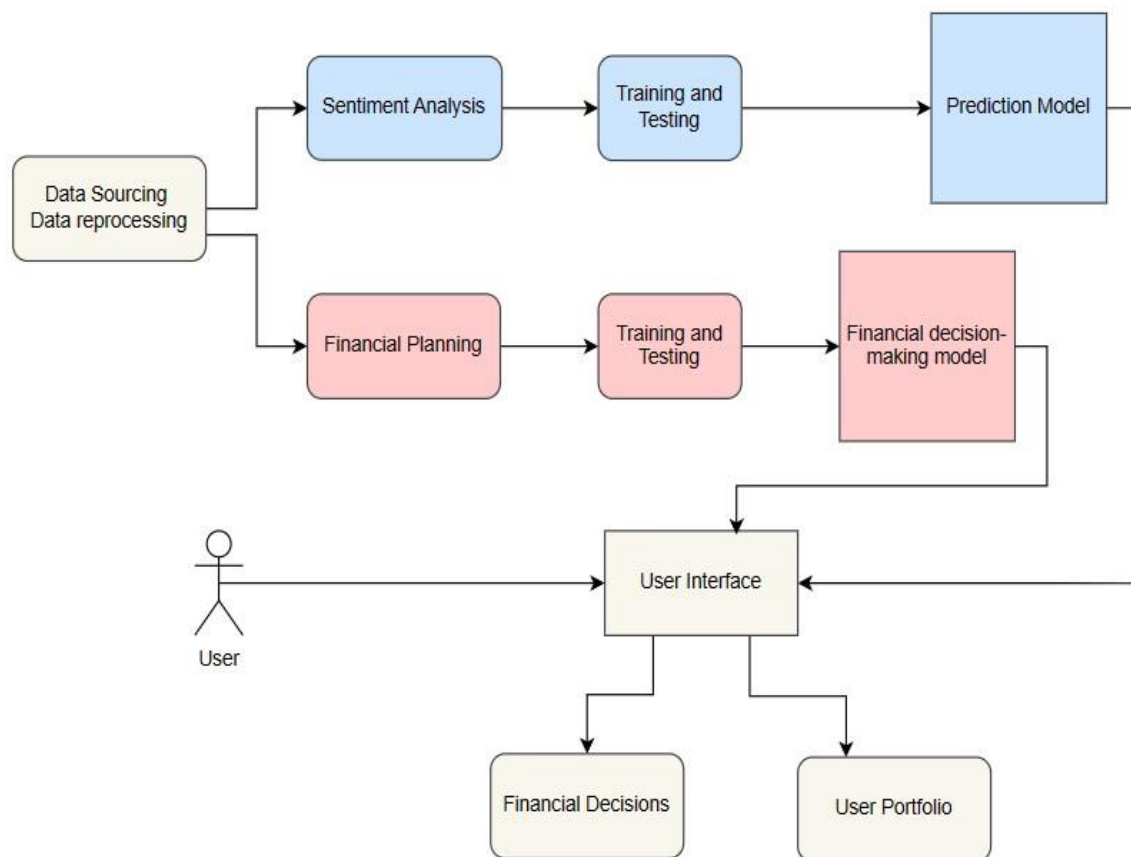 Sentiment Analysis
Training and
Testing
Prediction Model
Data Sourcing
Data reprocessing
Financial Planning
Training and
Testing
Financial decision-
making model
User Interface
User
Financial Decisions
User Portfolio